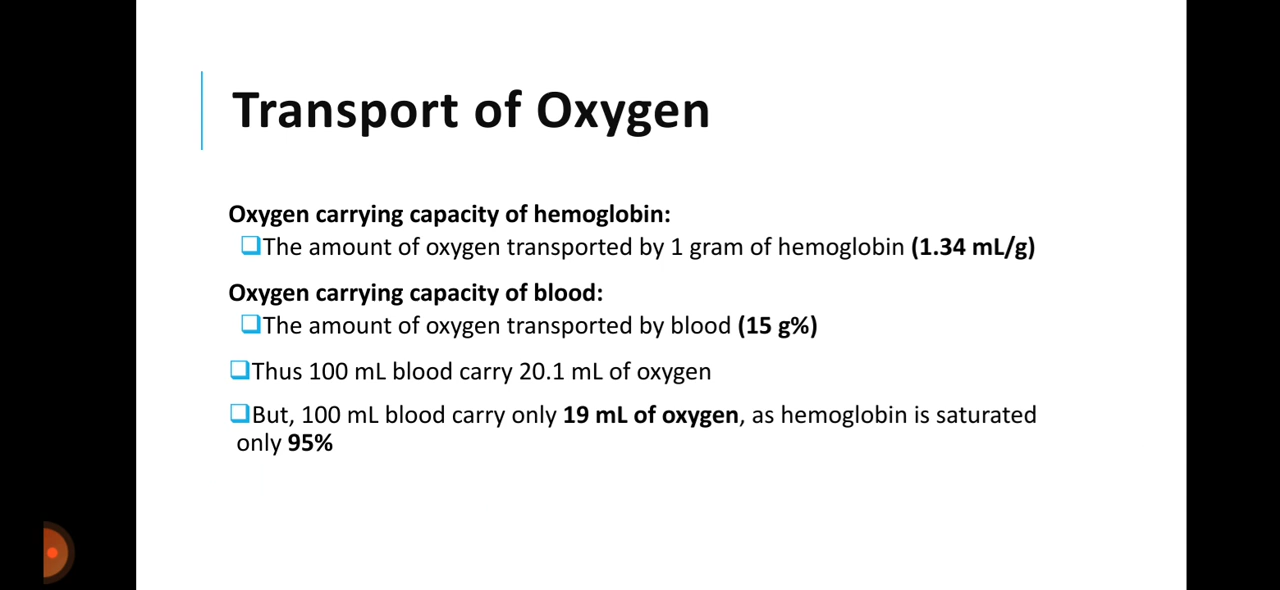 Transport of Oxygen
Oxygen carrying capacity of hemoglobin:
❑The amount of oxygen transported by 1 gram of hemoglobin (1.34 mL/g)
Oxygen carrying capacity of blood:
❑The amount of oxygen transported by blood (15 g%)
❑Thus 100 mL blood carry 20.1 mL of oxygen
❑But, 100 mL blood carry only 19 mL of oxygen, as hemoglobin is saturated
only 95%